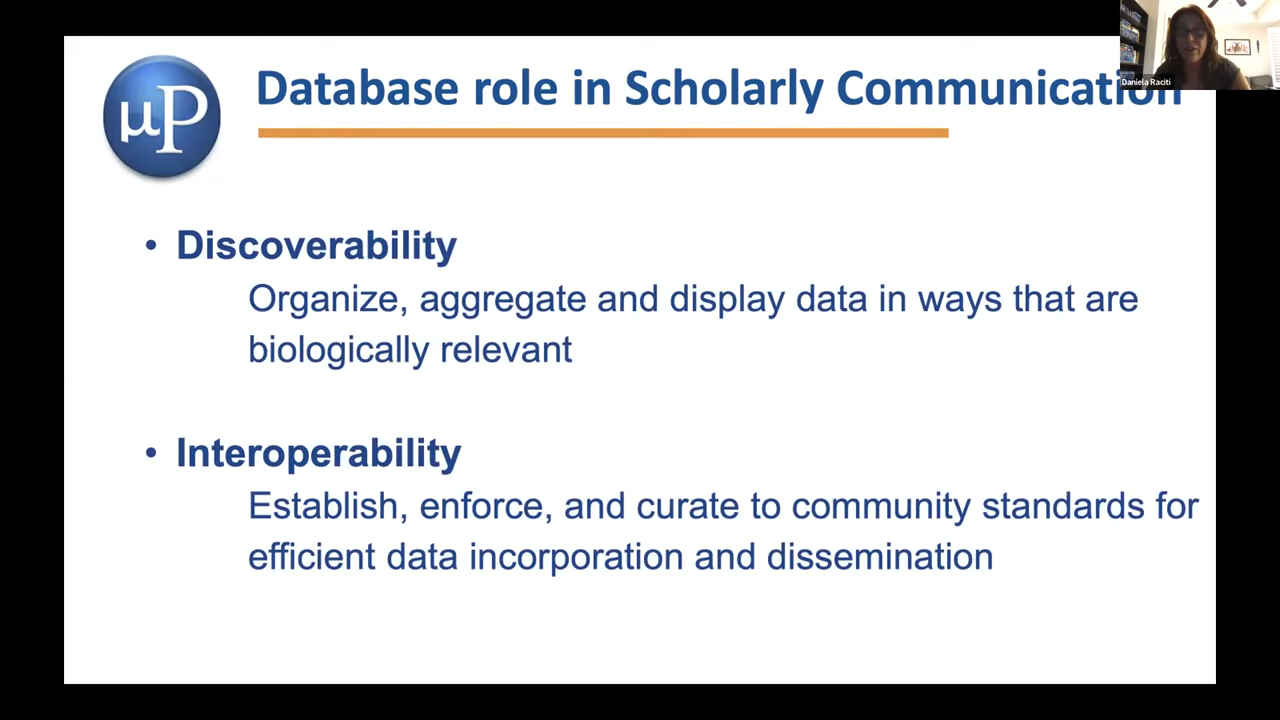 µP
Database role in Scholarly Communication
Daniela Raciti
• Discoverability
Organize, aggregate and display data in ways that are
biologically relevant
• Interoperability
Establish, enforce, and curate to community standards for
efficient data incorporation and dissemination